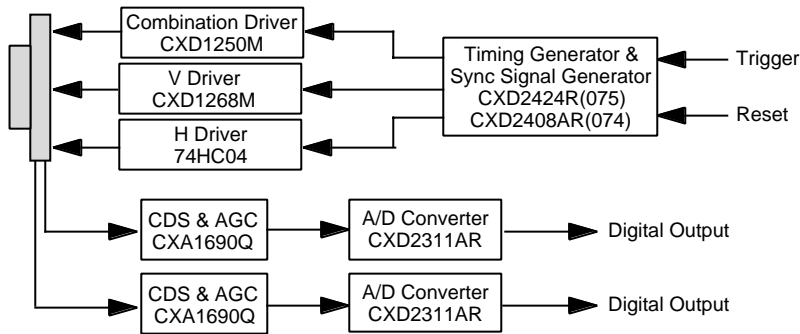 Combination Driver
CXD1250M
V Driver
CXD1268M
H Driver
74HC04
Timing Generator &
Sync Signal Generator
CXD2424R(075)
CXD2408AR(074)
Trigger
Reset
CDS & AGC
CXA1690Q
A/D Converter
CXD2311AR
Digital Output
CDS & AGC
CXA1690Q
A/D Converter
CXD2311AR
Digital Output